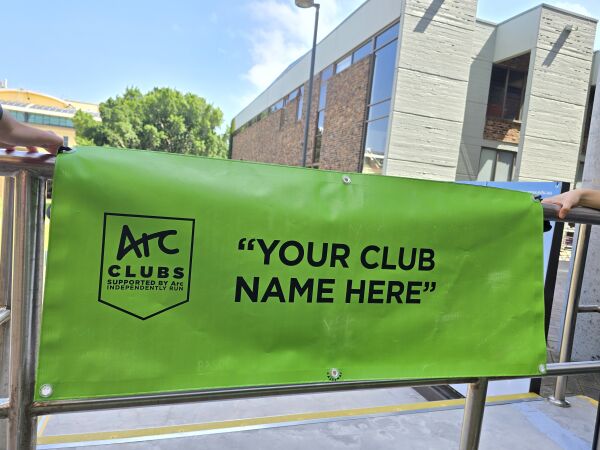 Arc
CLUBS
SUPPORTED BY Arc
INDEPENDENTLY RUN
“YOUR CLUB
NAME HERE”